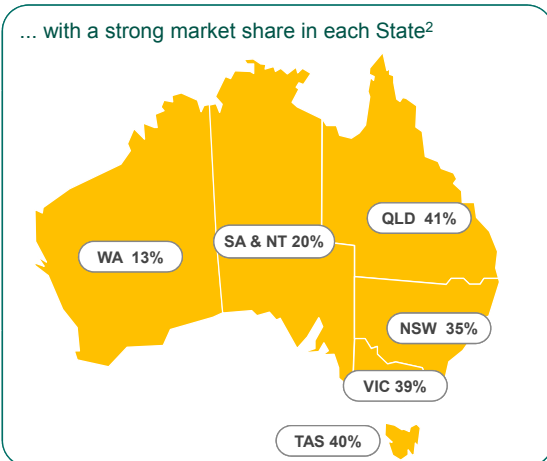 ... with a strong market share in each State²
QLD 41%
SA & NT 20%
WA 13%
NSW 35%
VIC 39%
TAS 40%